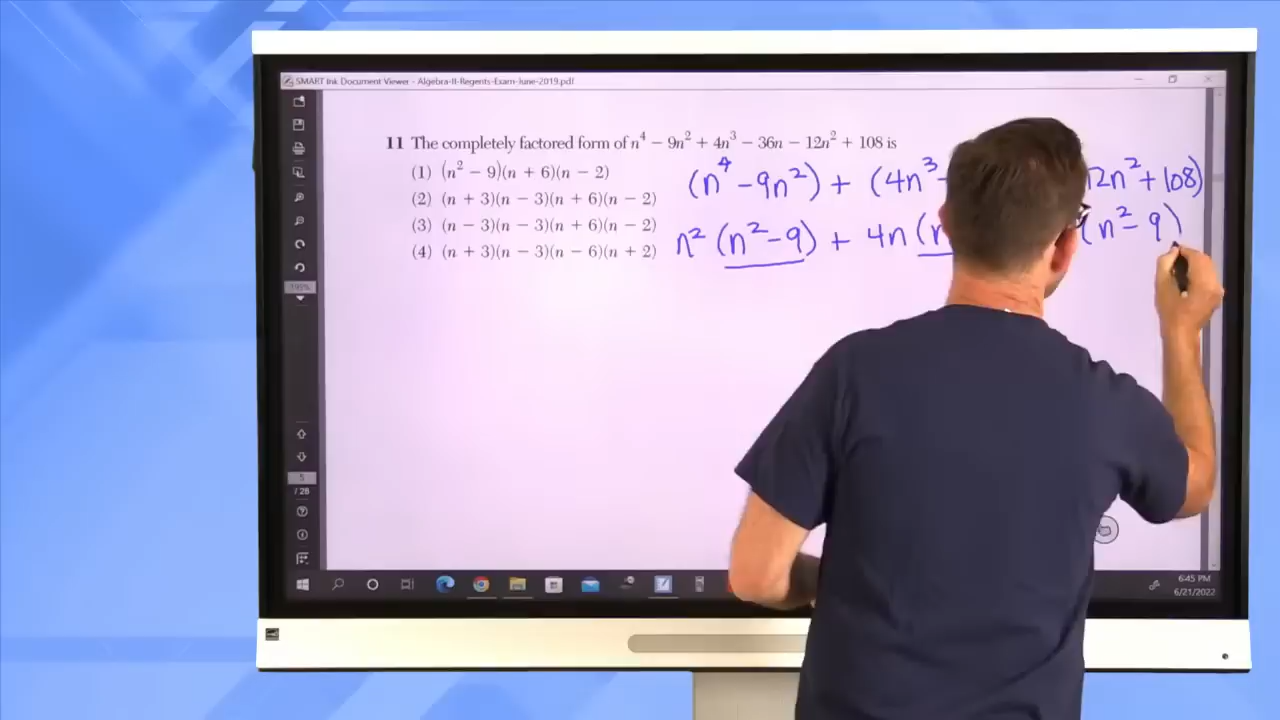 SMART Ink Document Viewer - Algebra-II-Regents-Exam-June-2019.pdf
11 The completely factored form of n⁴ − 9n² + 4n³ − 36n − 12n² + 108 is
(1) (n² − 9)(n + 6)(n − 2)
(2) (n + 3)(n − 3)(n + 6)(n − 2)
(3) (n − 3)(n − 3)(n + 6)(n − 2)
(4) (n + 3)(n − 3)(n − 6)(n + 2)
(n⁴ - 9n²) + (4n³ - 12n² + 108)
n² (n² - 9) + 4n ( (n² - 9)
195%
5
/ 28
6:45 PM
6/21/2022